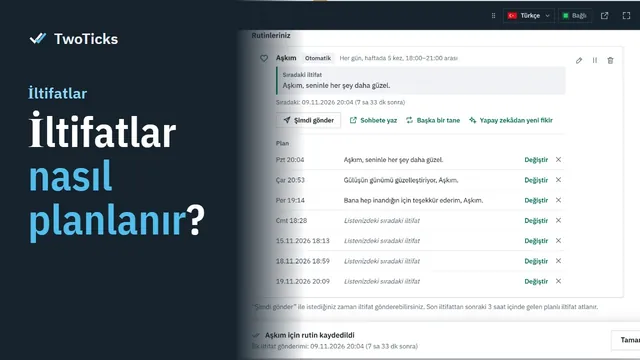 TwoTicks
İltifatlar
İltifatlar
nasıl
planlanır?
Türkçe
Bağlı
Rutinleriniz
Aşkım Otomatik Her gün, haftada 5 kez, 18:00–21:00 arası
Sıradaki iltifat
Aşkım, seninle her şey daha güzel.
Sıradaki: 09.11.2026 20:04 (7 sa 33 dk sonra)
Şimdi gönder Sohbete yaz Başka bir tane Yapay zekâdan yeni fikir
Plan
Pzt 20:04 Aşkım, seninle her şey daha güzel. Değiştir
Çar 20:53 Gülüşün günümü güzelleştiriyor, Aşkım. Değiştir
Per 19:14 Bana hep inandığın için teşekkür ederim, Aşkım. Değiştir
Cmt 18:28 Listenizdeki sıradaki iltifat Değiştir
15.11.2026 18:13 Listenizdeki sıradaki iltifat Değiştir
18.11.2026 18:59 Listenizdeki sıradaki iltifat Değiştir
19.11.2026 20:09 Listenizdeki sıradaki iltifat Değiştir
"Şimdi gönder" ile istediğiniz zaman iltifat gönderebilirsiniz. Son iltifattan sonraki 3 saat içinde gelen planlı iltifat atlanır.
Aşkım için rutin kaydedildi
İlk iltifat gönderimi: 09.11.2026 20:04 (7 sa 33 dk sonra)